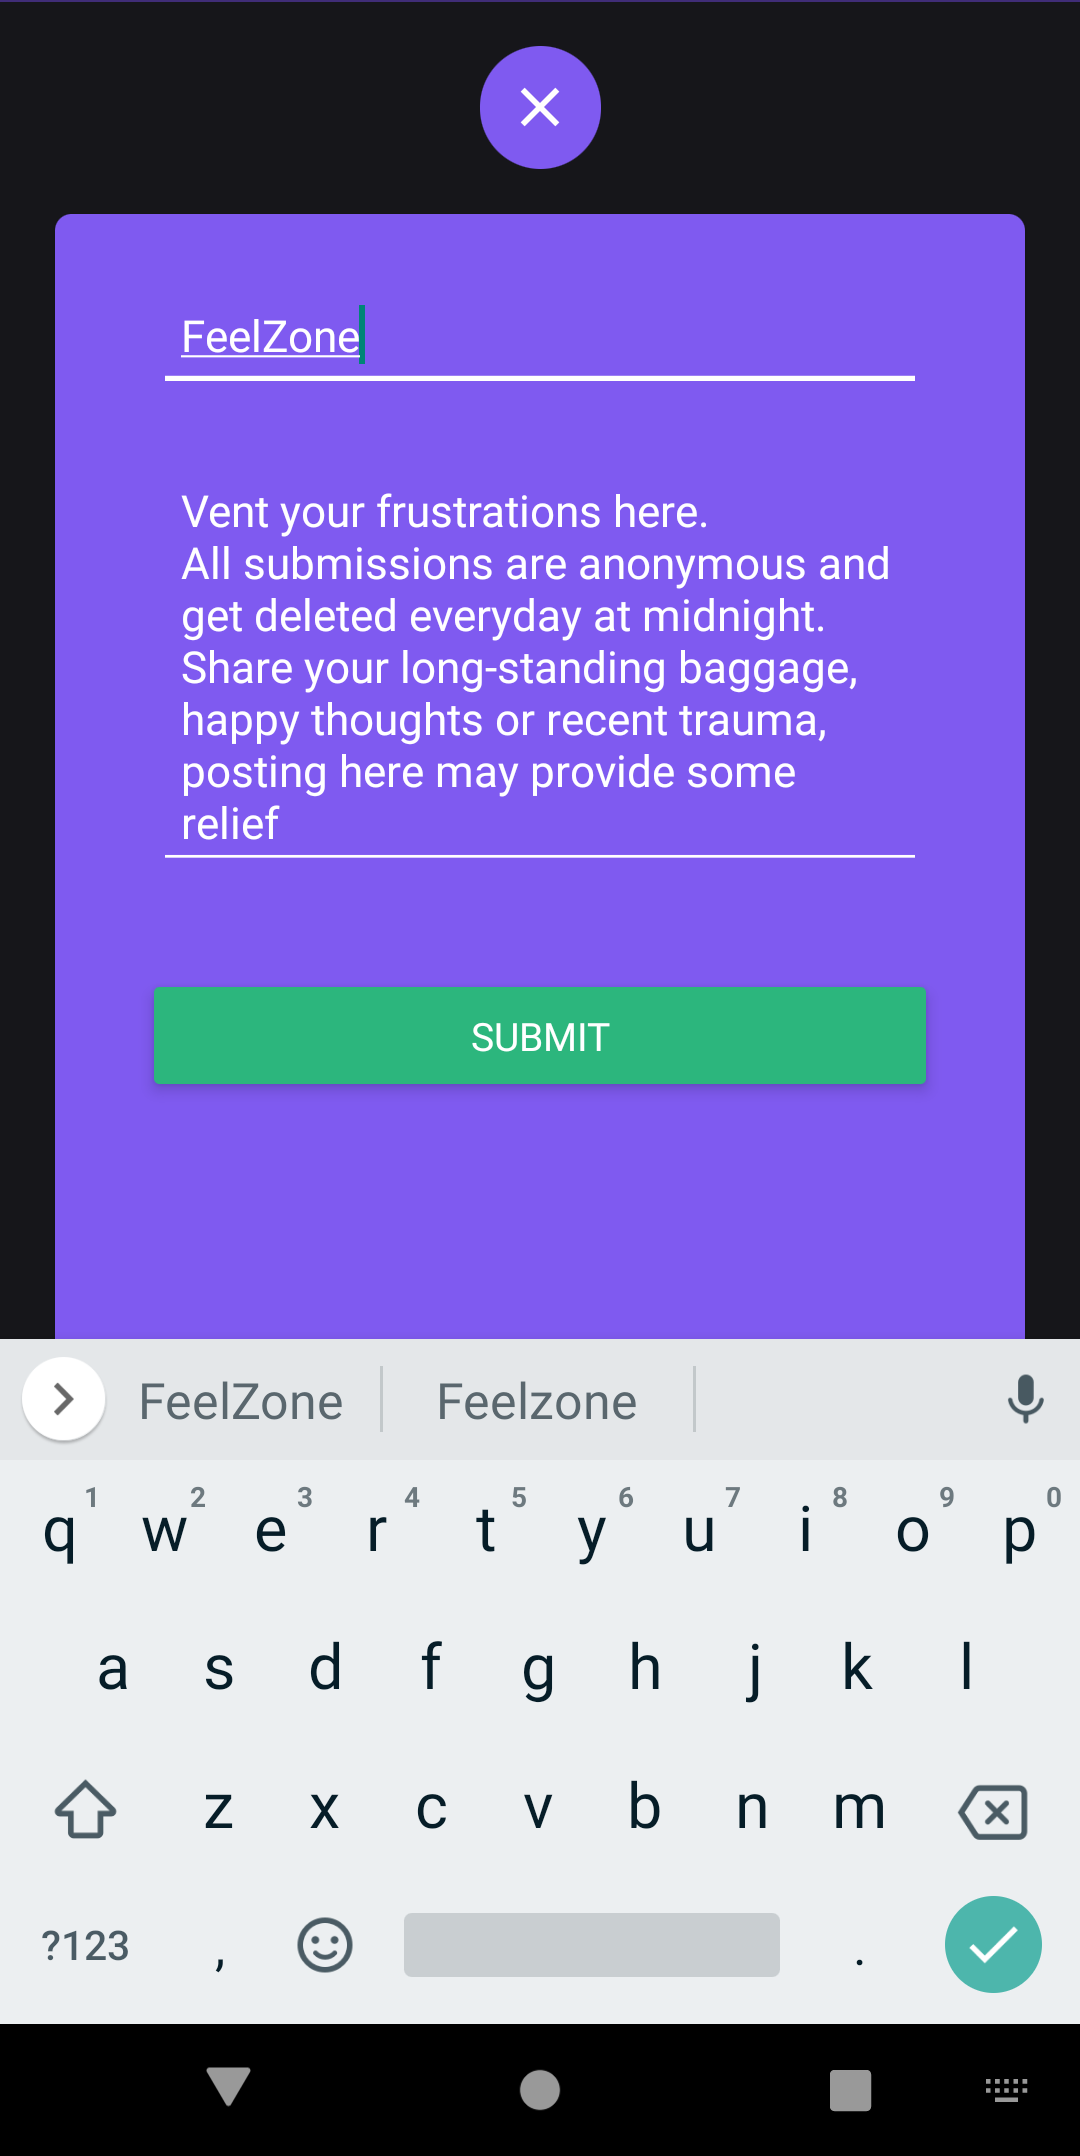 FeelZone
Vent your frustrations here.
All submissions are anonymous and
get deleted everyday at midnight.
Share your long-standing baggage,
happy thoughts or recent trauma,
posting here may provide some
relief
SUBMIT
FeelZone Feelzone
1 2 3 4 5 6 7 8 9 0
q w e r t y u i o p
a s d f g h j k l
z x c v b n m
?123 , .